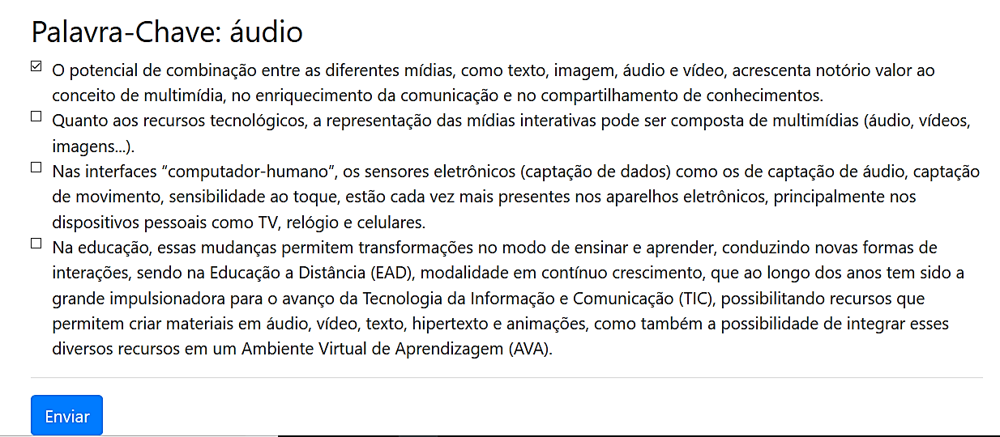 Palavra-Chave: áudio
O potencial de combinação entre as diferentes mídias, como texto, imagem, áudio e vídeo, acrescenta notório valor ao
conceito de multimídia, no enriquecimento da comunicação e no compartilhamento de conhecimentos.
Quanto aos recursos tecnológicos, a representação das mídias interativas pode ser composta de multimídias (áudio, vídeos,
imagens...).
Nas interfaces “computador-humano”, os sensores eletrônicos (captação de dados) como os de captação de áudio, captação
de movimento, sensibilidade ao toque, estão cada vez mais presentes nos aparelhos eletrônicos, principalmente nos
dispositivos pessoais como TV, relógio e celulares.
Na educação, essas mudanças permitem transformações no modo de ensinar e aprender, conduzindo novas formas de
interações, sendo na Educação a Distância (EAD), modalidade em contínuo crescimento, que ao longo dos anos tem sido a
grande impulsionadora para o avanço da Tecnologia da Informação e Comunicação (TIC), possibilitando recursos que
permitem criar materiais em áudio, vídeo, texto, hipertexto e animações, como também a possibilidade de integrar esses
diversos recursos em um Ambiente Virtual de Aprendizagem (AVA).
Enviar